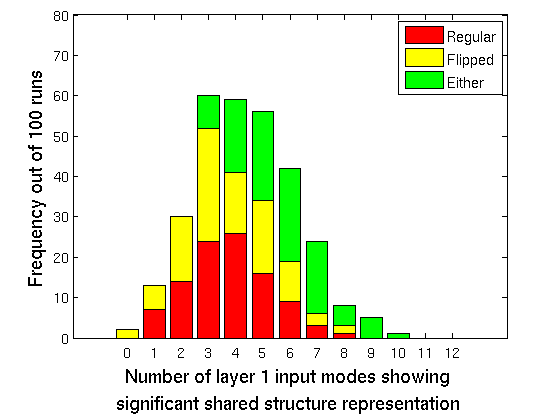 80
70
60
50
40
30
20
10
0
Frequency out of 100 runs
Regular
Flipped
Either
0 1 2 3 4 5 6 7 8 9 10 11 12
Number of layer 1 input modes showing
significant shared structure representation